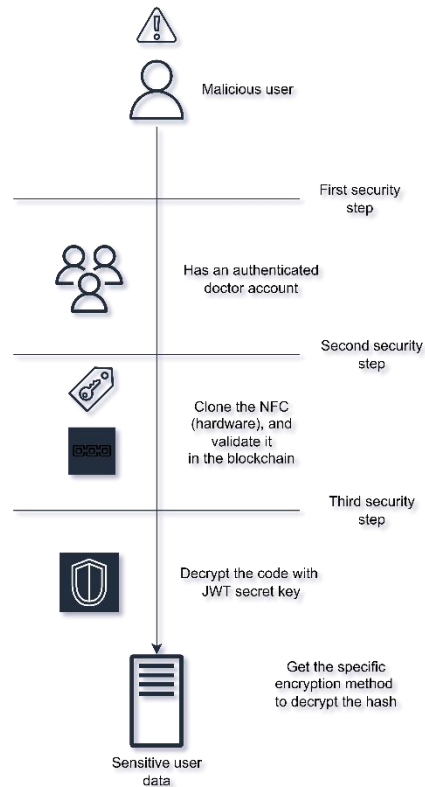 Malicious user
First security
step
Has an authenticated
doctor account
Second security
step
Clone the NFC
(hardware), and
validate it
in the blockchain
Third security
step
Decrypt the code with
JWT secret key
Get the specific
encryption method
to decrypt the hash
Sensitive user
data